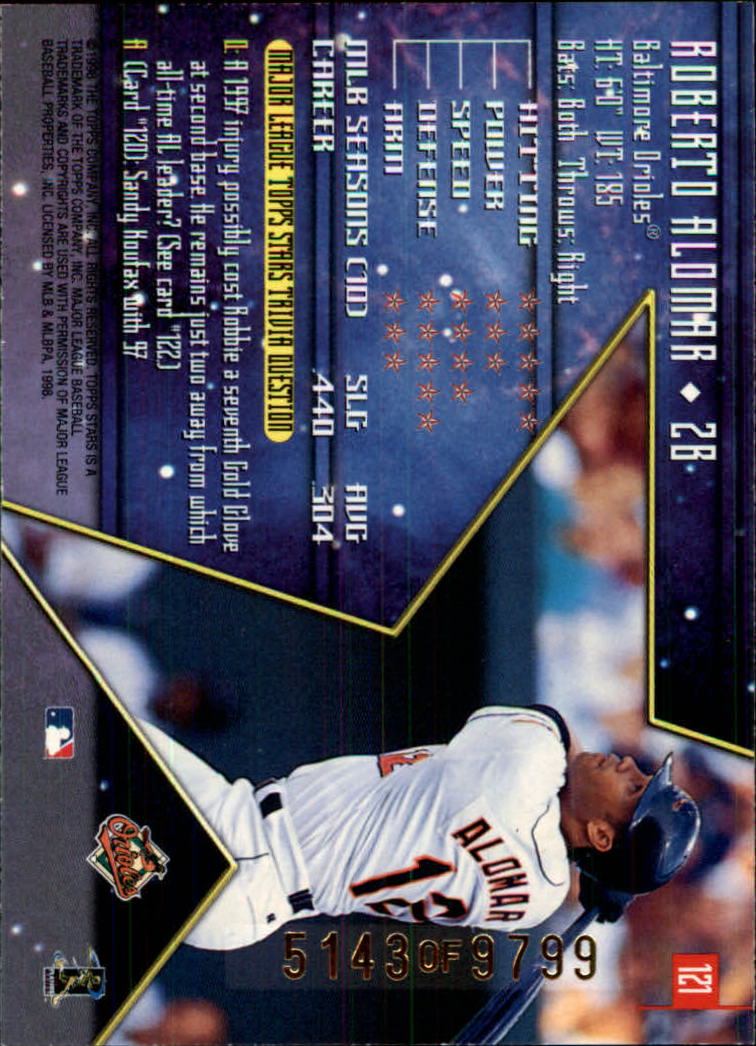 ROBERTO ALOMAR ◆ 2B
121
Baltimore Orioles®
HT: 6'0" WT: 185
Bats: Both Throws: Right
HITTING ★★★★★
POWER ★★★
SPEED ★★★★
DEFENSE ★★★★★
ARM ★★★
MLB SEASONS (10) SLG AVG
CAREER .440 .304
MAJOR LEAGUE TOPPS STARS TRIVIA QUESTION
Q: A 1997 injury possibly cost Robbie a seventh Gold Glove
at second base. He remains just two away from which
all-time AL leader? (See card #122.)
A: (Card #120): Sandy Koufax with 97
© 1998 THE TOPPS COMPANY, INC. ALL RIGHTS RESERVED. TOPPS STARS IS A
TRADEMARK OF THE TOPPS COMPANY, INC. MAJOR LEAGUE BASEBALL
TRADEMARKS AND COPYRIGHTS ARE USED WITH PERMISSION OF MAJOR LEAGUE
BASEBALL PROPERTIES, INC. LICENSED BY MLB & MLBPA, 1998.
ALOMAR
12
5143 OF 9799
Orioles